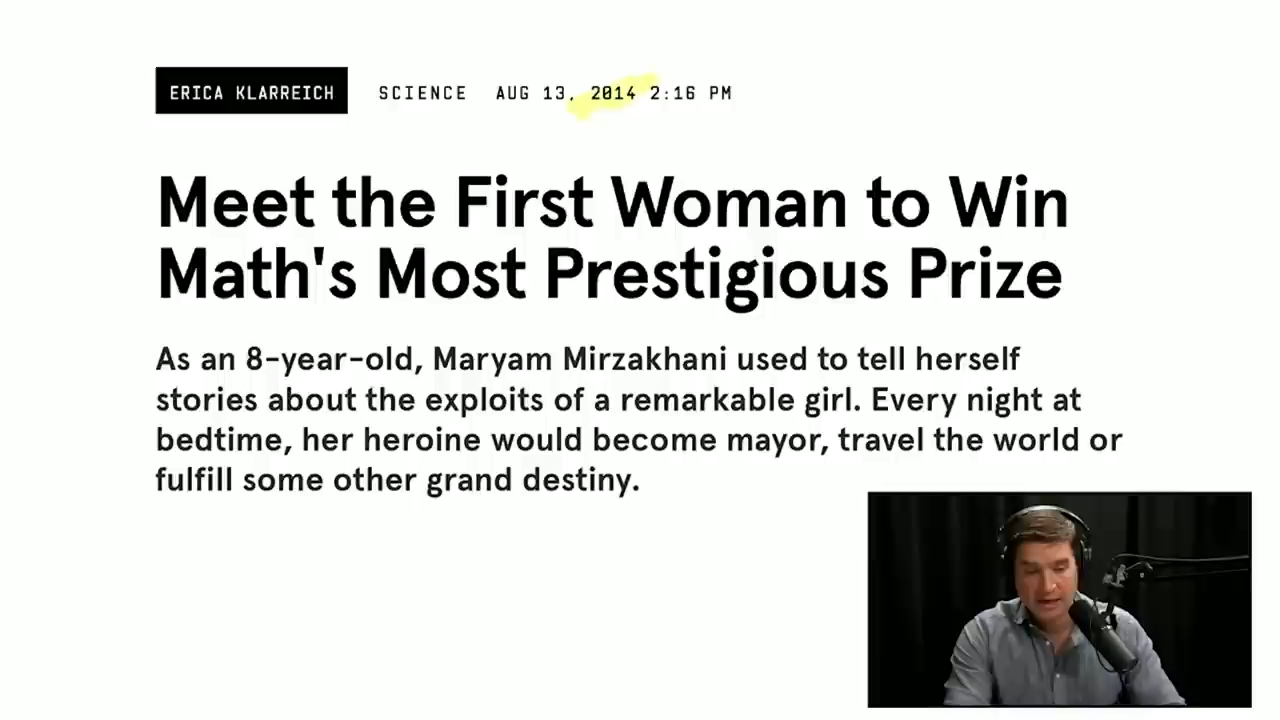 ERICA KLARREICH SCIENCE AUG 13, 2014 2:16 PM
Meet the First Woman to Win
Math's Most Prestigious Prize
As an 8-year-old, Maryam Mirzakhani used to tell herself
stories about the exploits of a remarkable girl. Every night at
bedtime, her heroine would become mayor, travel the world or
fulfill some other grand destiny.